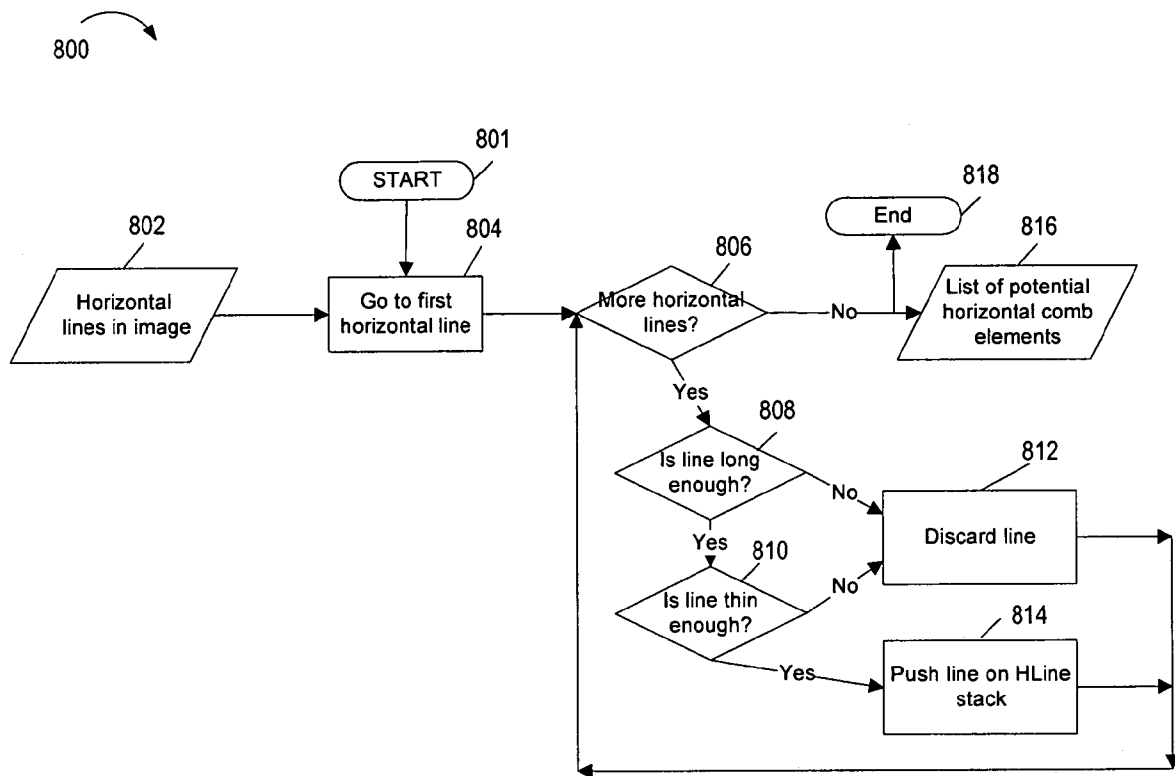 800
801
START
818
End
802
804
806
816
Horizontal
lines in image
Go to first
horizontal line
More horizontal
lines?
No
List of potential
horizontal comb
elements
Yes
808
Is line long
enough?
No
812
Discard line
Yes
810
Is line thin
enough?
No
814
Yes
Push line on HLine
stack